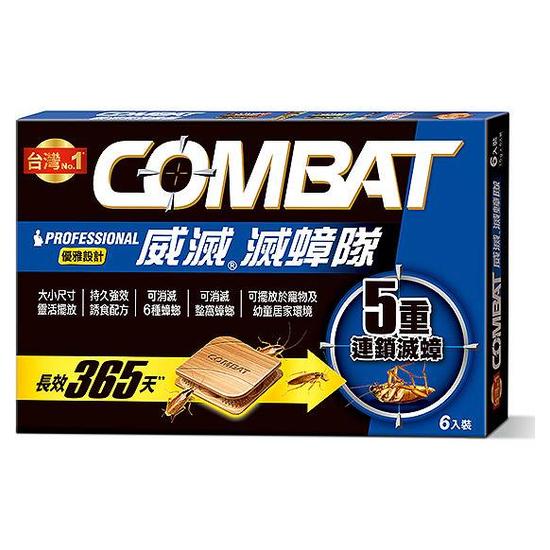 台灣No.1
COMBAT
PROFESSIONAL
優雅設計
威滅® 滅蟑隊
大小尺寸
靈活擺放
持久強效
誘食配方
可消滅
6種蟑螂
可消滅
整窩蟑螂
可擺放於寵物及
幼童居家環境
長效365天**
COMBAT
5重
連鎖滅蟑
6入裝
6入裝
COMBAT 威滅 滅蟑隊